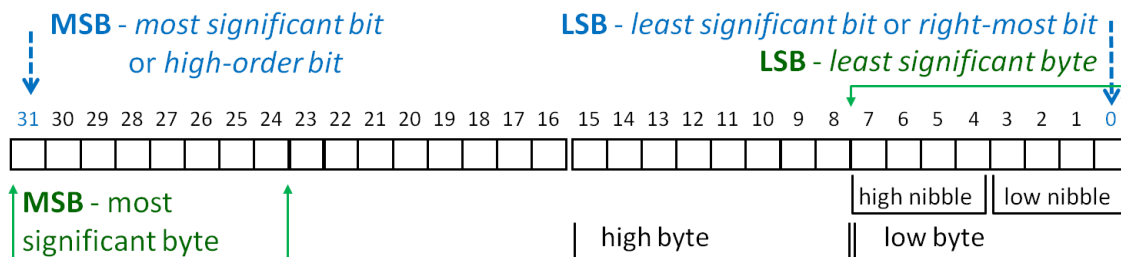 MSB - most significant bit
or high-order bit
LSB - least significant bit or right-most bit
LSB - least significant byte
31 30 29 28 27 26 25 24 23 22 21 20 19 18 17 16 15 14 13 12 11 10 9 8 7 6 5 4 3 2 1 0
MSB - most
significant byte
high nibble low nibble
high byte low byte